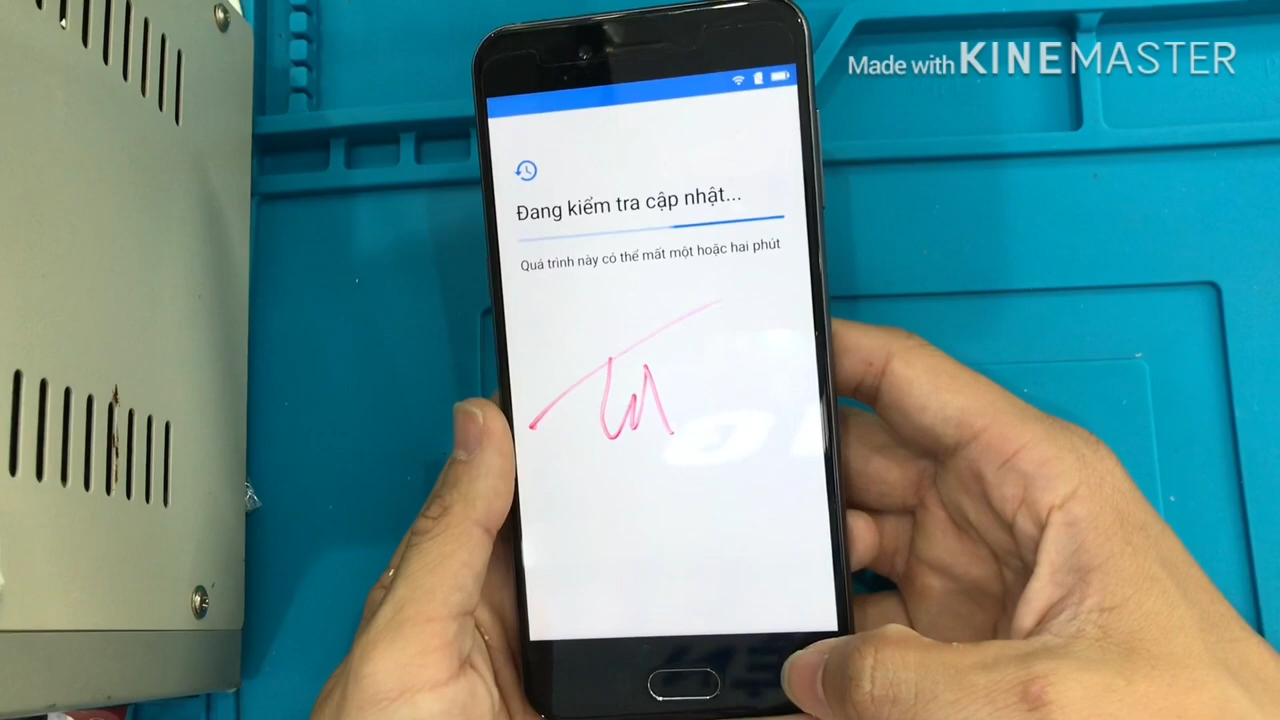 Made with KINEMASTER
Đang kiểm tra cập nhật...
Quá trình này có thể mất một hoặc hai phút